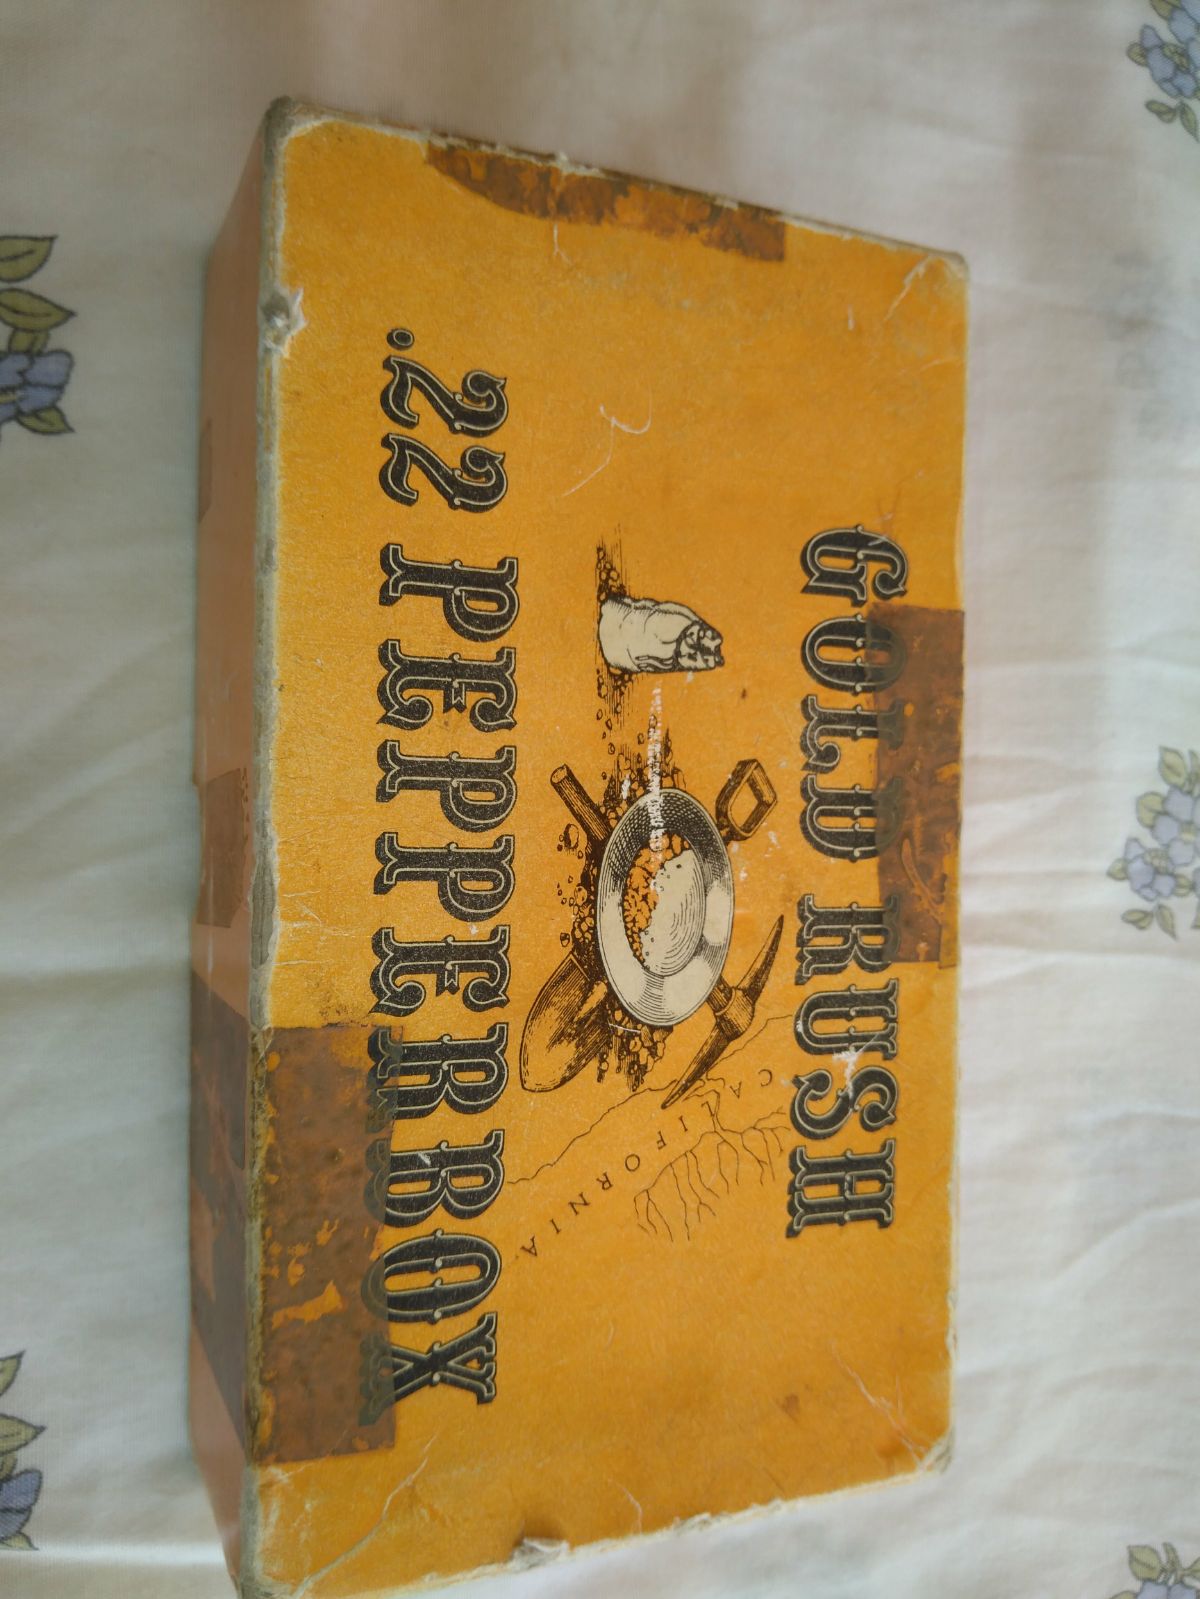 GOLD RUSH
CALIFORNIA
.22 PEPPERBOX